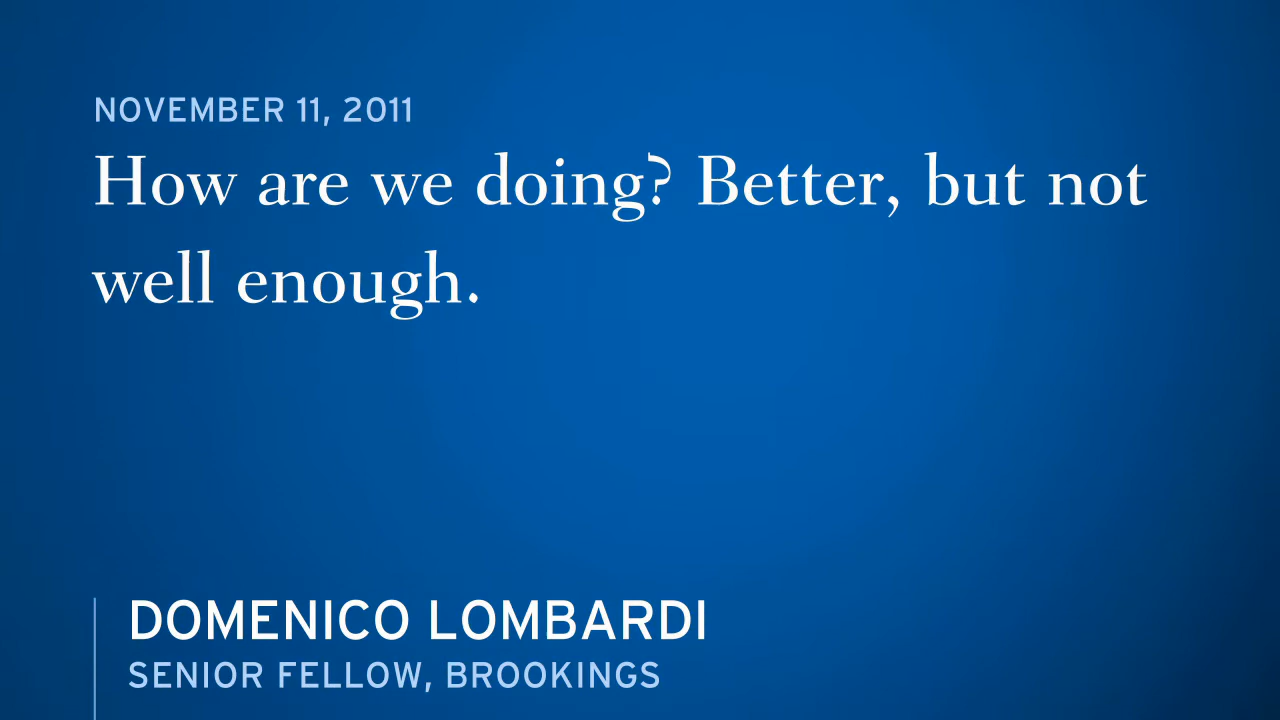 NOVEMBER 11, 2011
How are we doing? Better, but not
well enough.
DOMENICO LOMBARDI
SENIOR FELLOW, BROOKINGS